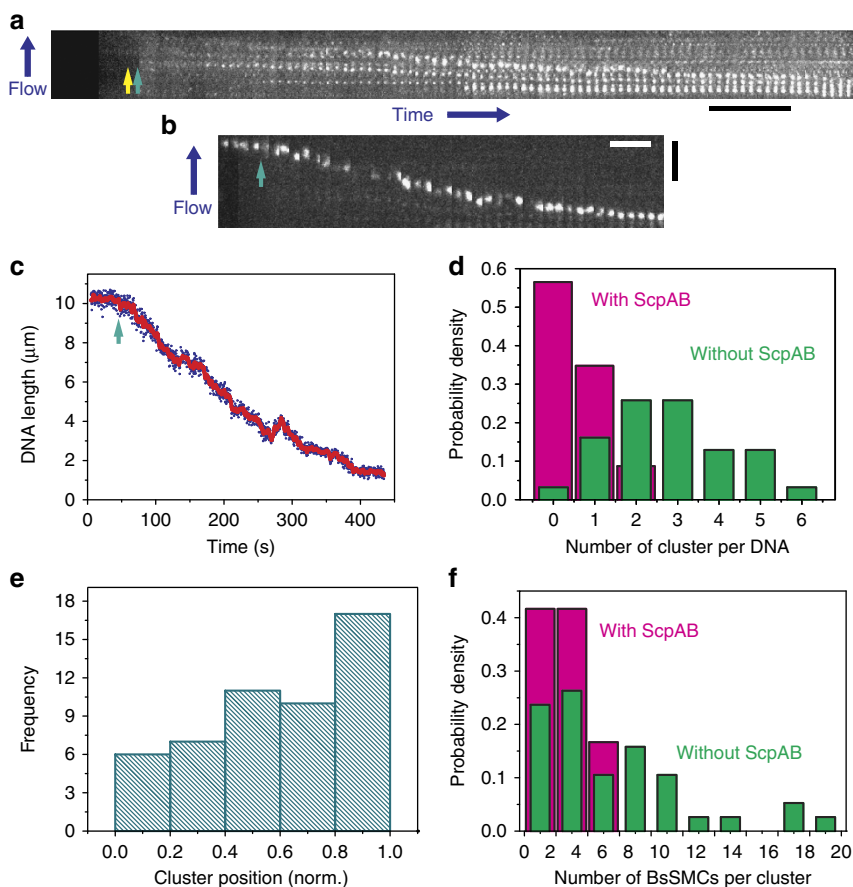 a
Flow
Time
b
Flow
c
DNA length (μm)
10
8
6
4
2
0
0 100 200 300 400
Time (s)
d
Probability density
0.6
0.5
0.4
0.3
0.2
0.1
0.0
With ScpAB
Without ScpAB
0 1 2 3 4 5 6
Number of cluster per DNA
e
Frequency
18
15
12
9
6
3
0
0.0 0.2 0.4 0.6 0.8 1.0
Cluster position (norm.)
f
Probability density
0.4
0.3
0.2
0.1
0.0
With ScpAB
Without ScpAB
0 2 4 6 8 10 12 14 16 18 20
Number of BsSMCs per cluster